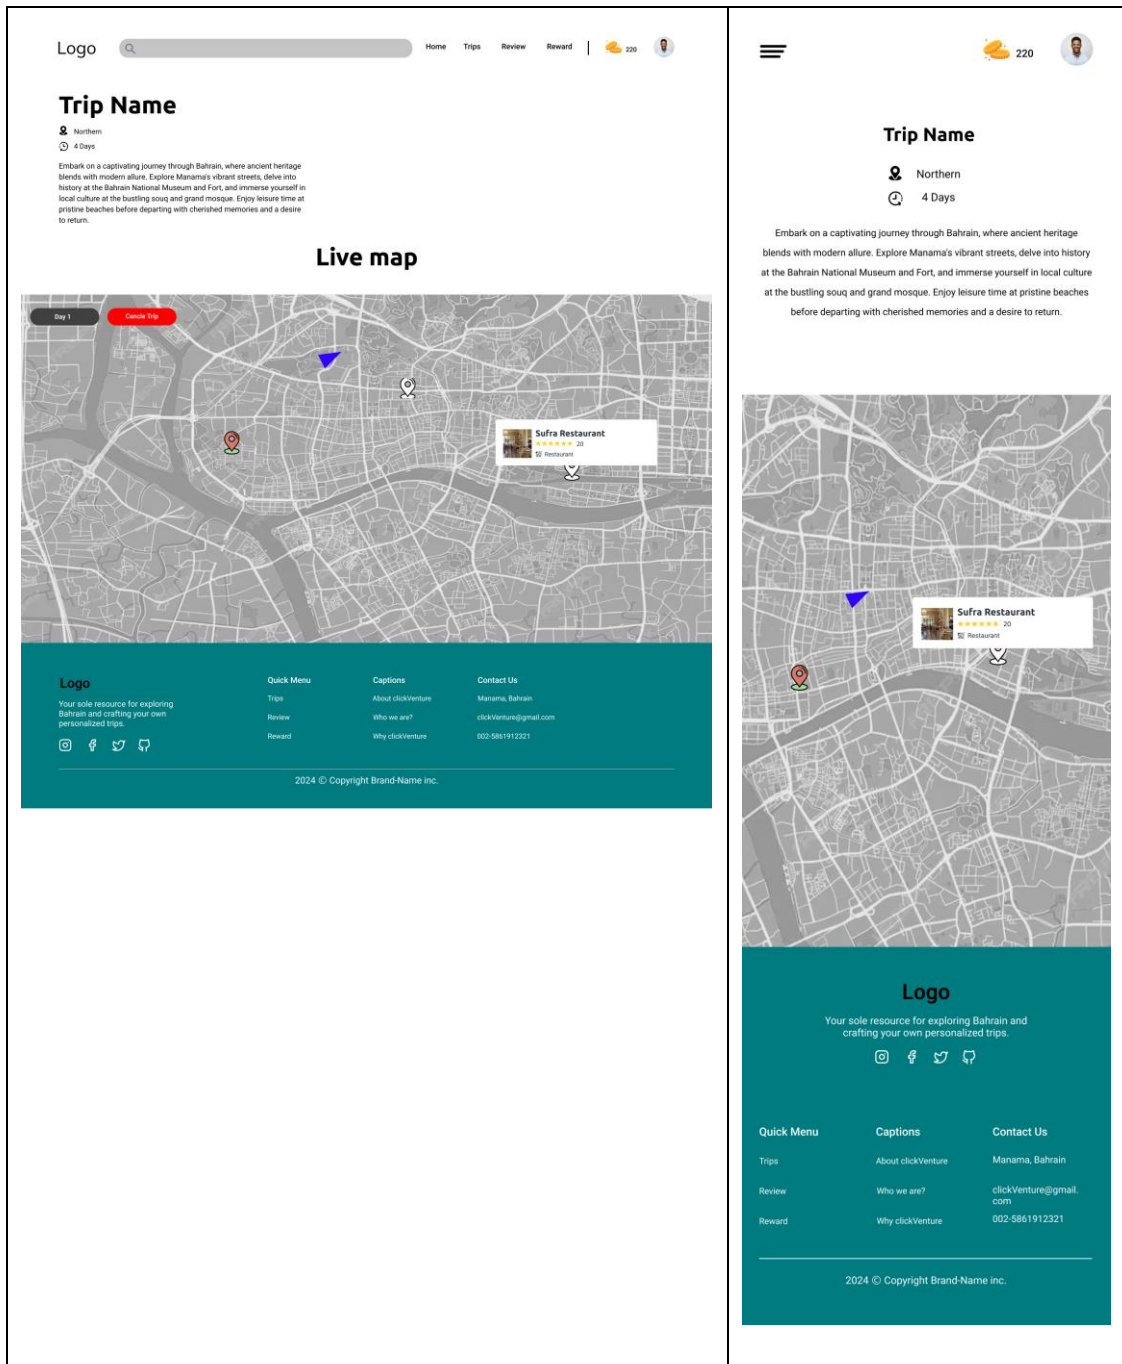 Logo
Home Trips Review Reward 220
Trip Name
Northern
4 Days
Embark on a captivating journey through Bahrain, where ancient heritage
blends with modern allure. Explore Manama's vibrant streets, delve into
history at the Bahrain National Museum and Fort, and immerse yourself in
local culture at the bustling souq and grand mosque. Enjoy leisure time at
pristine beaches before departing with cherished memories and a desire
to return.
Live map
Day 1
Cancle Trip
Sufra Restaurant
20
Restaurant
Logo
Your sole resource for exploring
Bahrain and crafting your own
personalized trips.
Quick Menu
Trips
Review
Reward
Captions
About clickVenture
Who we are?
Why clickVenture
Contact Us
Manama, Bahrain
clickVenture@gmail.com
002-5861912321
2024 © Copyright Brand-Name inc.
220
Trip Name
Northern
4 Days
Embark on a captivating journey through Bahrain, where ancient heritage
blends with modern allure. Explore Manama's vibrant streets, delve into history
at the Bahrain National Museum and Fort, and immerse yourself in local culture
at the bustling souq and grand mosque. Enjoy leisure time at pristine beaches
before departing with cherished memories and a desire to return.
Sufra Restaurant
20
Restaurant
Logo
Your sole resource for exploring Bahrain and
crafting your own personalized trips.
Quick Menu
Trips
Review
Reward
Captions
About clickVenture
Who we are?
Why clickVenture
Contact Us
Manama, Bahrain
clickVenture@gmail.
com
002-5861912321
2024 © Copyright Brand-Name inc.